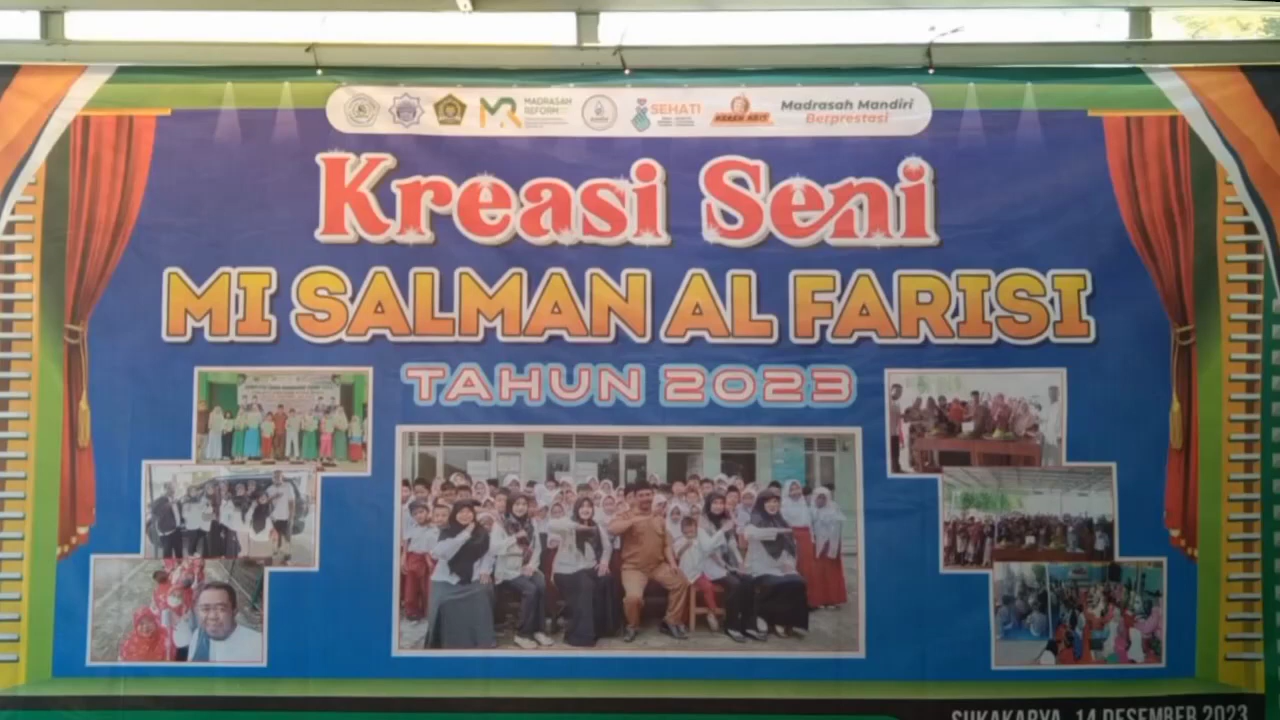 MADRASAH
REFORM
SEHATI
Madrasah Mandiri
Berprestasi
Kreasi Seni
MI SALMAN AL FARISI
TAHUN 2023
SUKAKARYA, 14 DESEMBER 2023